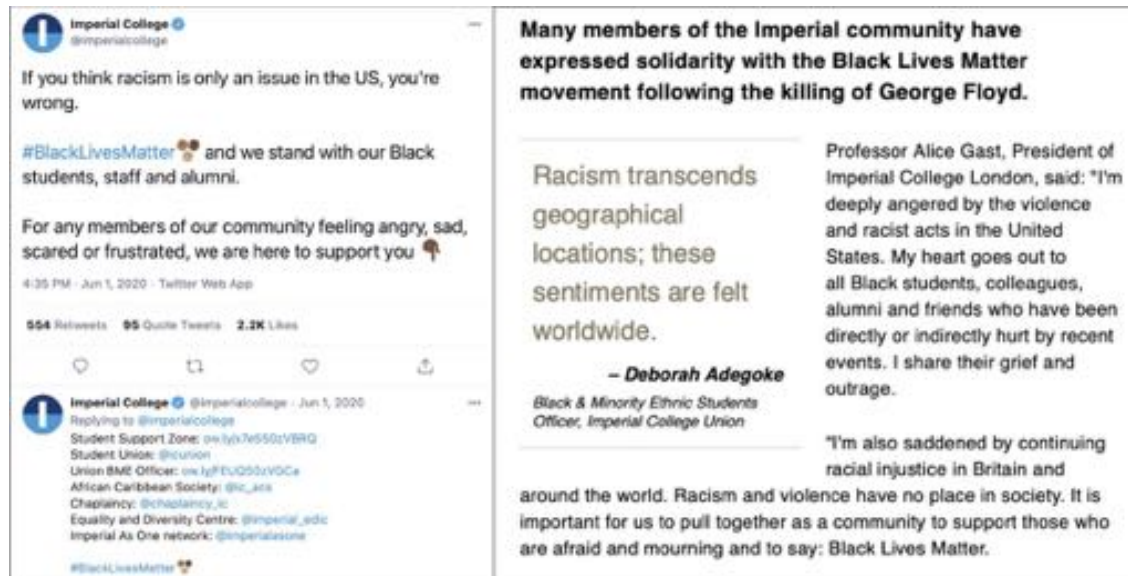 Imperial College
@imperialcollege
If you think racism is only an issue in the US, you're
wrong.
#BlackLivesMatter and we stand with our Black
students, staff and alumni.
For any members of our community feeling angry, sad,
scared or frustrated, we are here to support you
4:35 PM · Jun 1, 2020 · Twitter Web App
554 Retweets 95 Quote Tweets 2.2K Likes
Imperial College @imperialcollege · Jun 1, 2020
Replying to @imperialcollege
Student Support Zone:
Student Union: @icunion
Union BME Officer:
African Caribbean Society: @ic_acs
Chaplaincy: @chaplaincy_ic
Equality and Diversity Centre: @imperial_edic
Imperial As One network: @imperialasone
#BlackLivesMatter
Many members of the Imperial community have
expressed solidarity with the Black Lives Matter
movement following the killing of George Floyd.
Racism transcends
geographical
locations; these
sentiments are felt
worldwide.
– Deborah Adegoke
Black & Minority Ethnic Students
Officer, Imperial College Union
Professor Alice Gast, President of
Imperial College London, said: "I'm
deeply angered by the violence
and racist acts in the United
States. My heart goes out to
all Black students, colleagues,
alumni and friends who have been
directly or indirectly hurt by recent
events. I share their grief and
outrage.
"I'm also saddened by continuing
racial injustice in Britain and
around the world. Racism and violence have no place in society. It is
important for us to pull together as a community to support those who
are afraid and mourning and to say: Black Lives Matter.